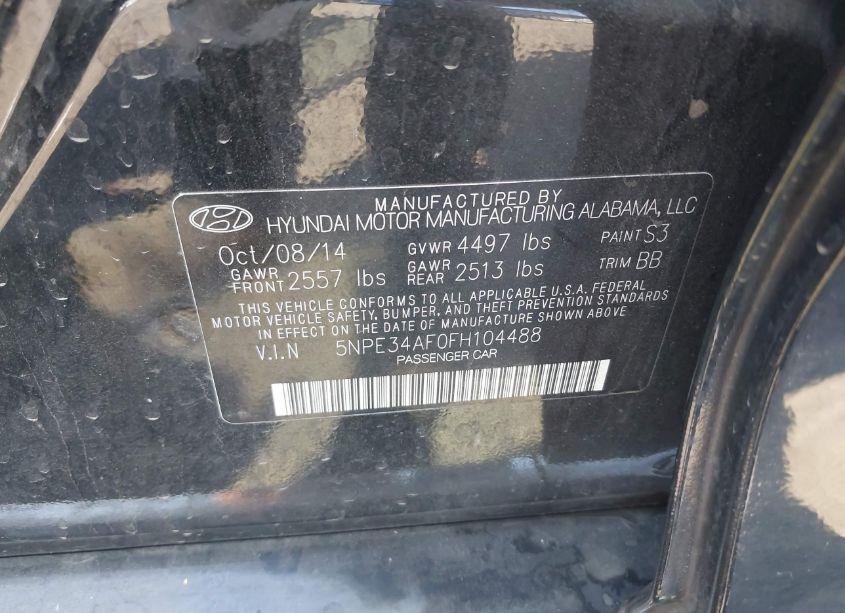 MANUFACTURED BY
HYUNDAI MOTOR MANUFACTURING ALABAMA, LLC
Oct/08/14 GVWR 4497 lbs PAINT S3
GAWR FRONT 2557 lbs GAWR REAR 2513 lbs TRIM BB
THIS VEHICLE CONFORMS TO ALL APPLICABLE U.S.A. FEDERAL
MOTOR VEHICLE SAFETY, BUMPER, AND THEFT PREVENTION STANDARDS
IN EFFECT ON THE DATE OF MANUFACTURE SHOWN ABOVE
V.I.N 5NPE34AF0FH104488
PASSENGER CAR